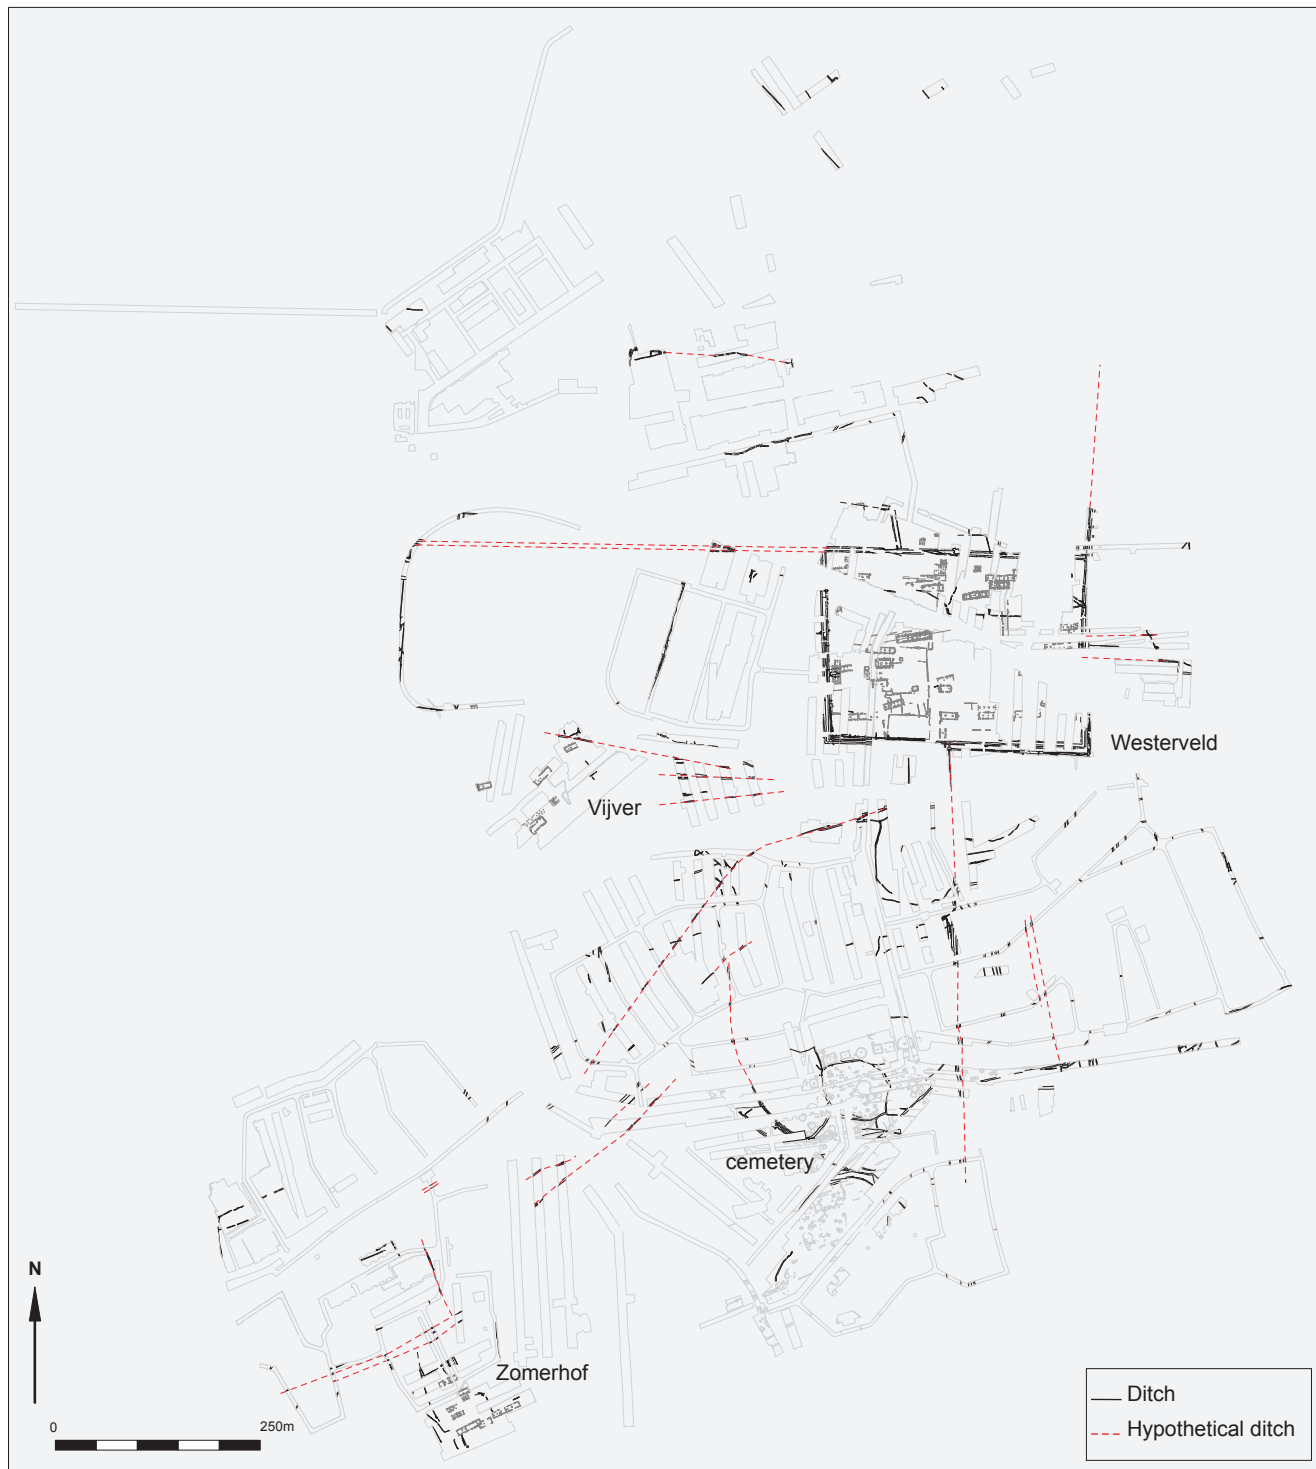 Westerveld
Vijver
cemetery
N
Zomerhof
0
250m
Ditch
Hypothetical ditch